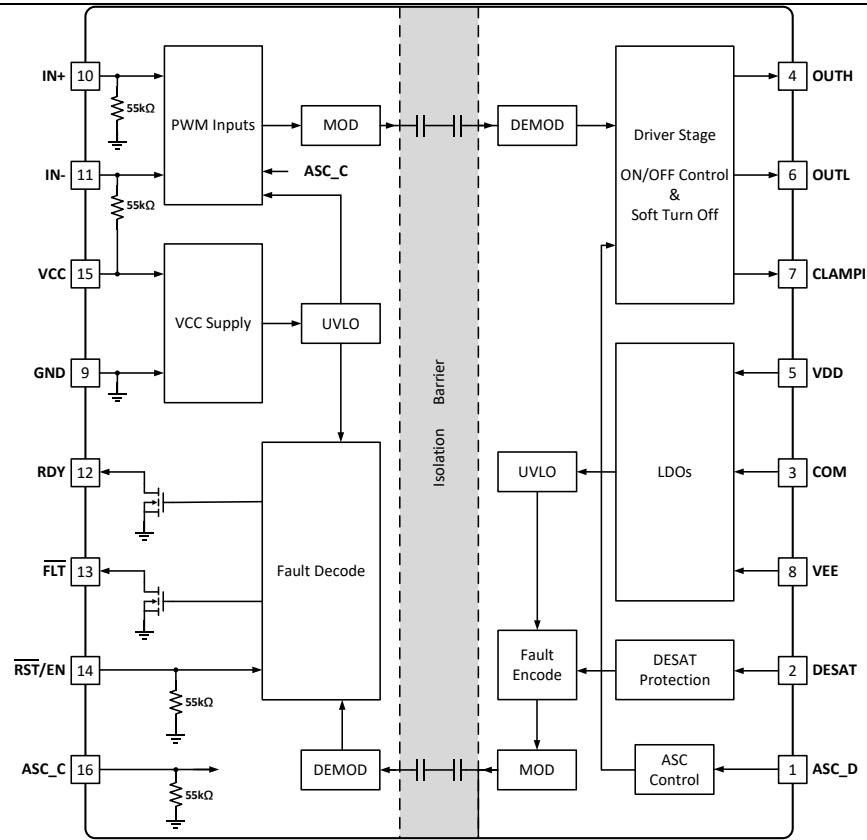 IN+ 10
55kΩ
PWM Inputs
MOD
DEMOD
4 OUTH
Driver Stage
ON/OFF Control
&
Soft Turn Off
IN- 11
ASC_C
6 OUTL
55kΩ
VCC 15
7 CLAMPI
VCC Supply
UVLO
Isolation Barrier
GND 9
5 VDD
RDY 12
UVLO
LDOs
3 COM
FLT 13
Fault Decode
8 VEE
RST/EN 14
Fault
Encode
DESAT
Protection
2 DESAT
55kΩ
ASC_C 16
DEMOD
MOD
ASC
Control
1 ASC_D
55kΩ